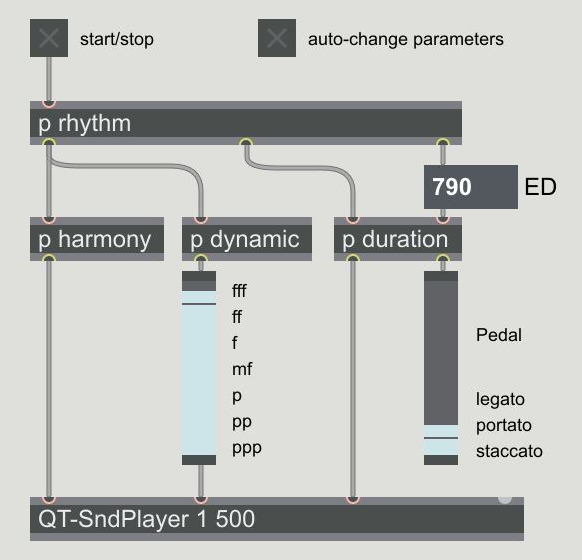 start/stop
auto-change parameters
p rhythm
790
ED
p harmony
p dynamic
p duration
fff
ff
f
mf
p
pp
ppp
Pedal
legato
portato
staccato
QT-SndPlayer 1 500